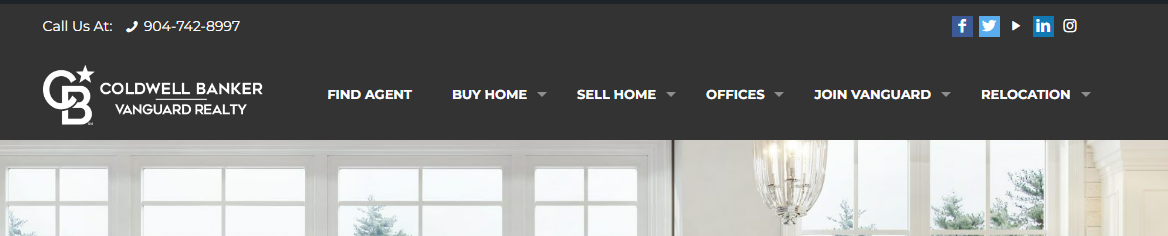 Call Us At: 904-742-8997
COLDWELL BANKER
VANGUARD REALTY
FIND AGENT BUY HOME SELL HOME OFFICES JOIN VANGUARD RELOCATION